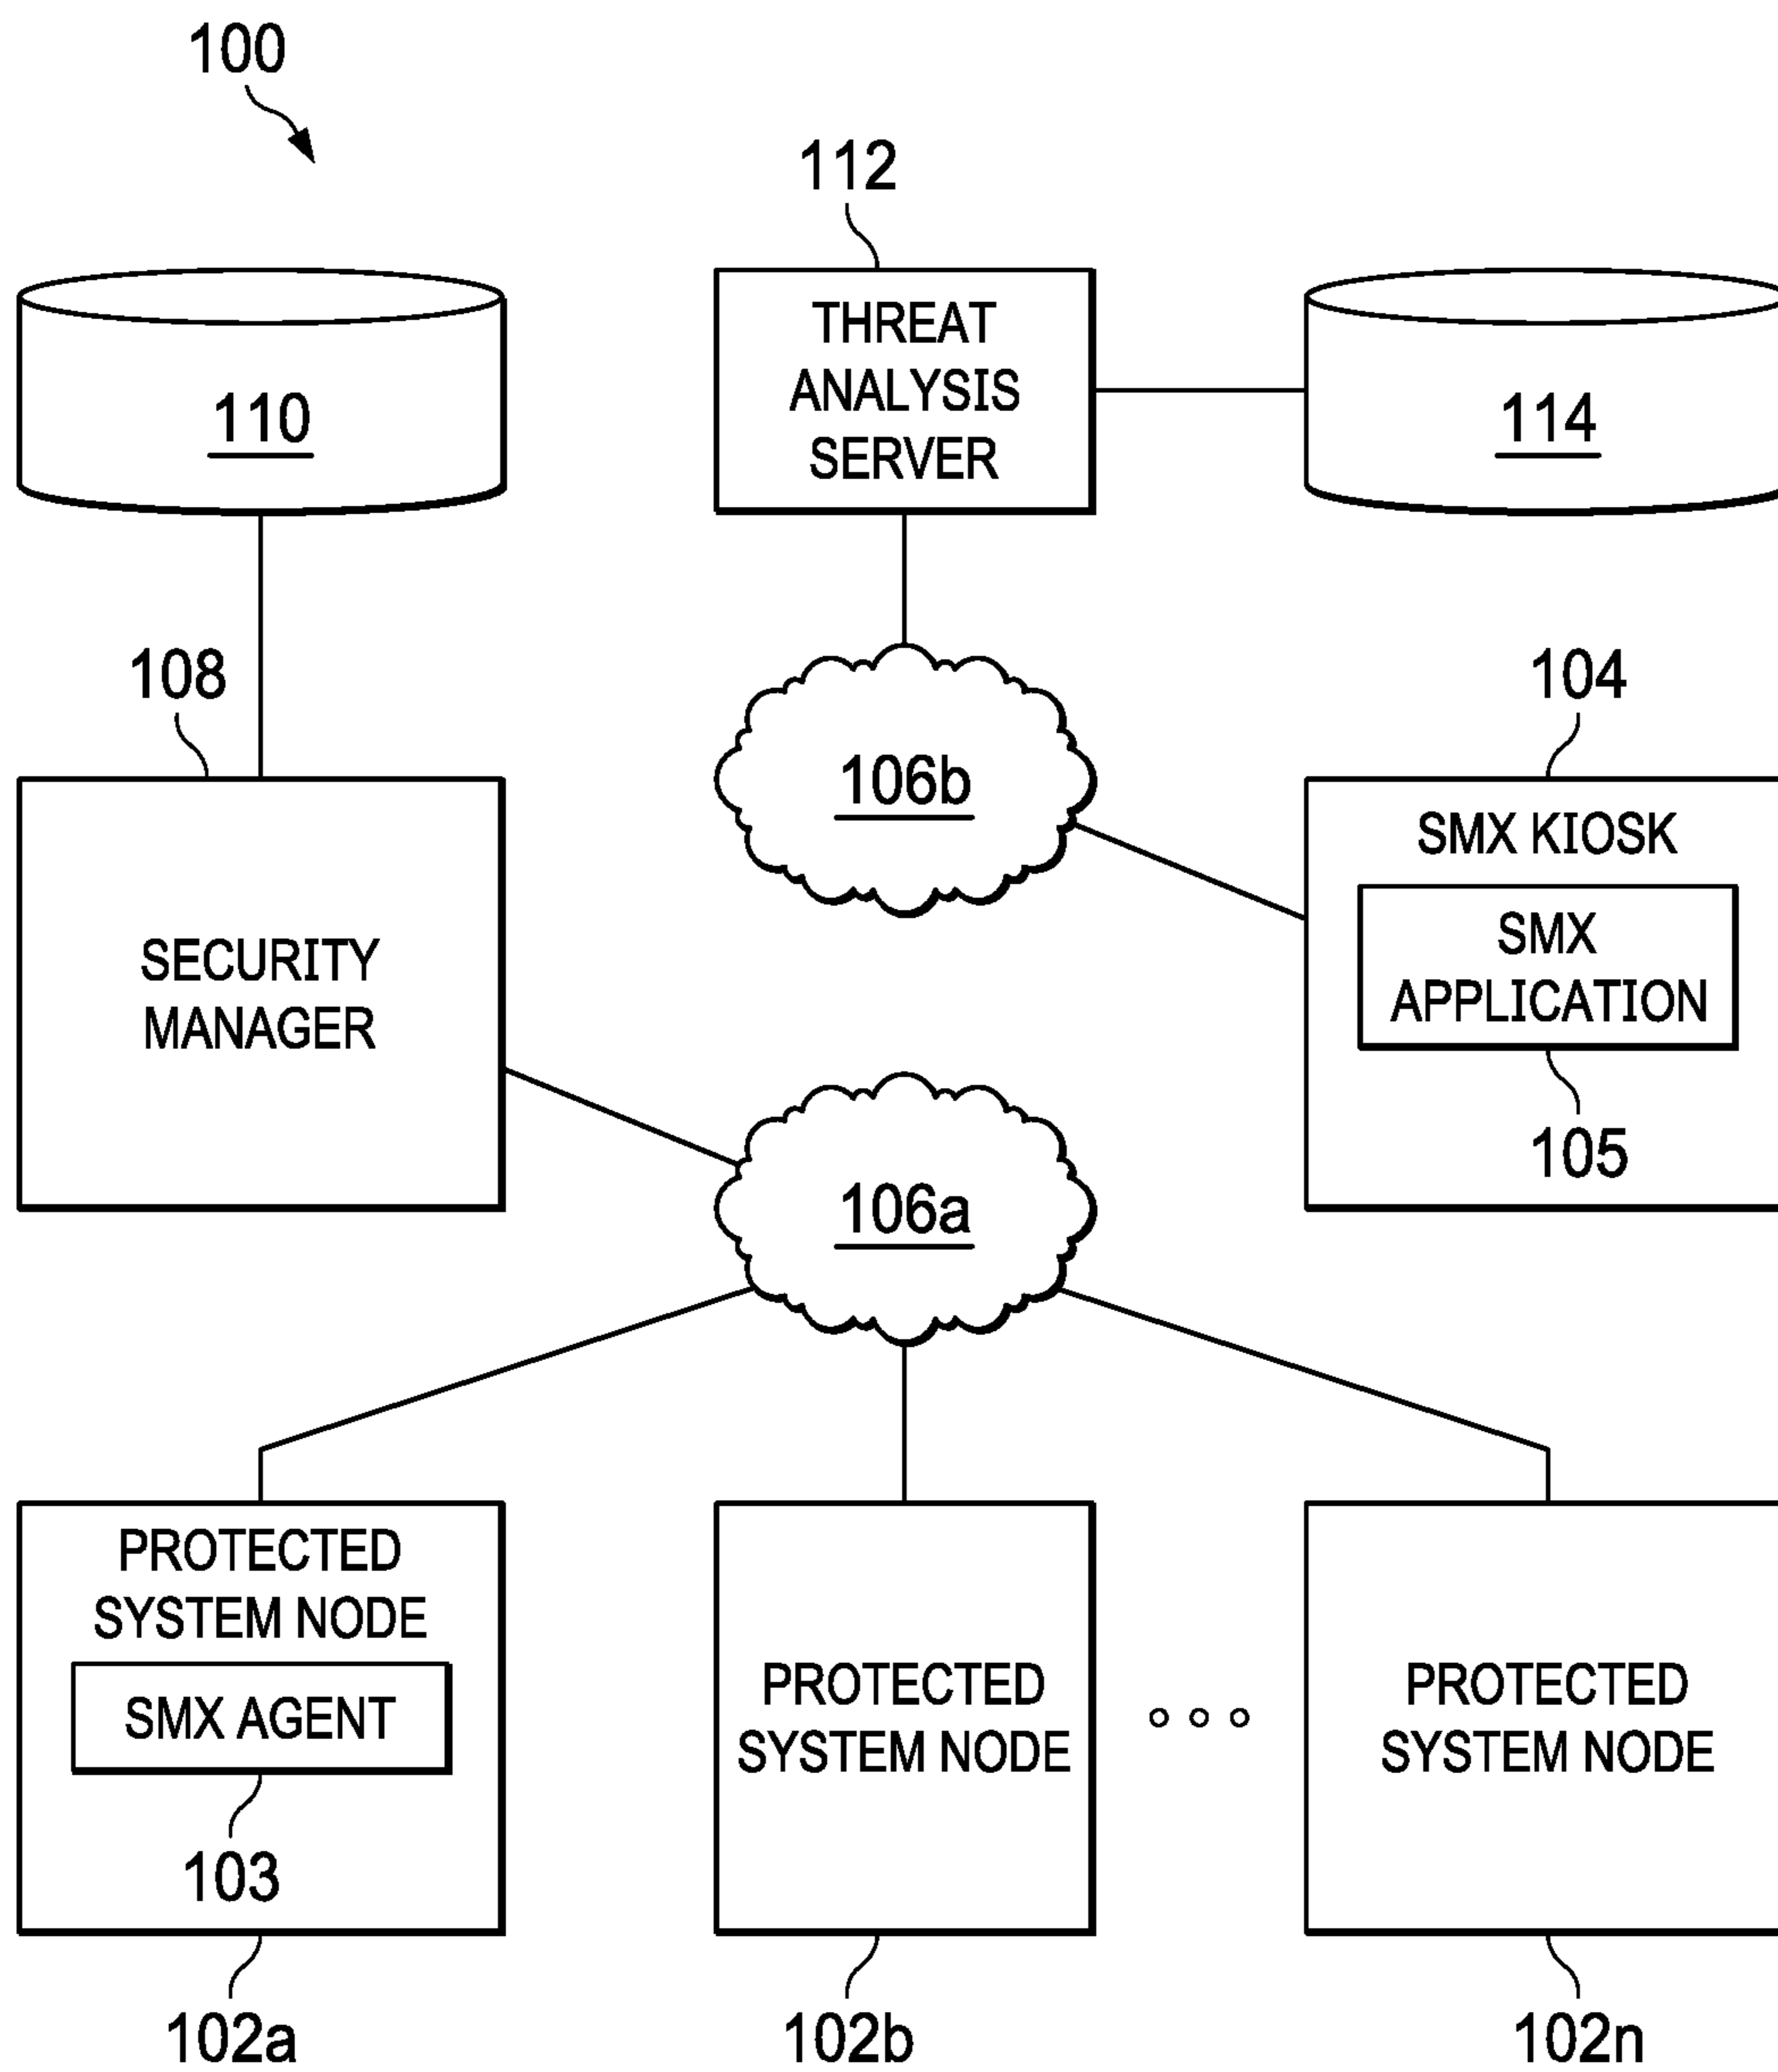 100
112
THREAT
ANALYSIS
SERVER
110
114
108
104
106b
SMX KIOSK
SMX
APPLICATION
SECURITY
MANAGER
105
106a
PROTECTED
SYSTEM NODE
SMX AGENT
103
PROTECTED
SYSTEM NODE
PROTECTED
SYSTEM NODE
102a
102b
102n